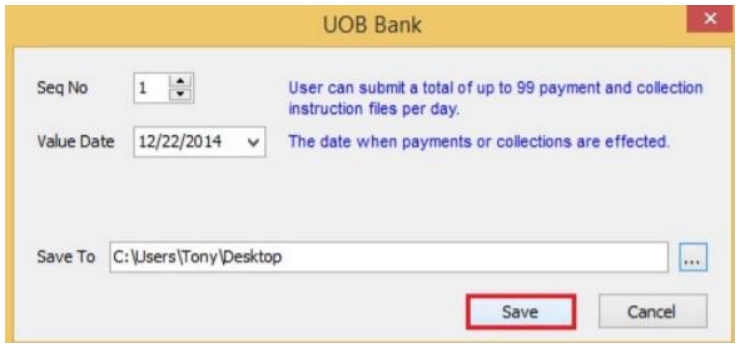 UOB Bank
Seq No 1 User can submit a total of up to 99 payment and collection
instruction files per day.
Value Date 12/22/2014 The date when payments or collections are effected.
Save To C:\Users\Tony\Desktop ...
Save Cancel